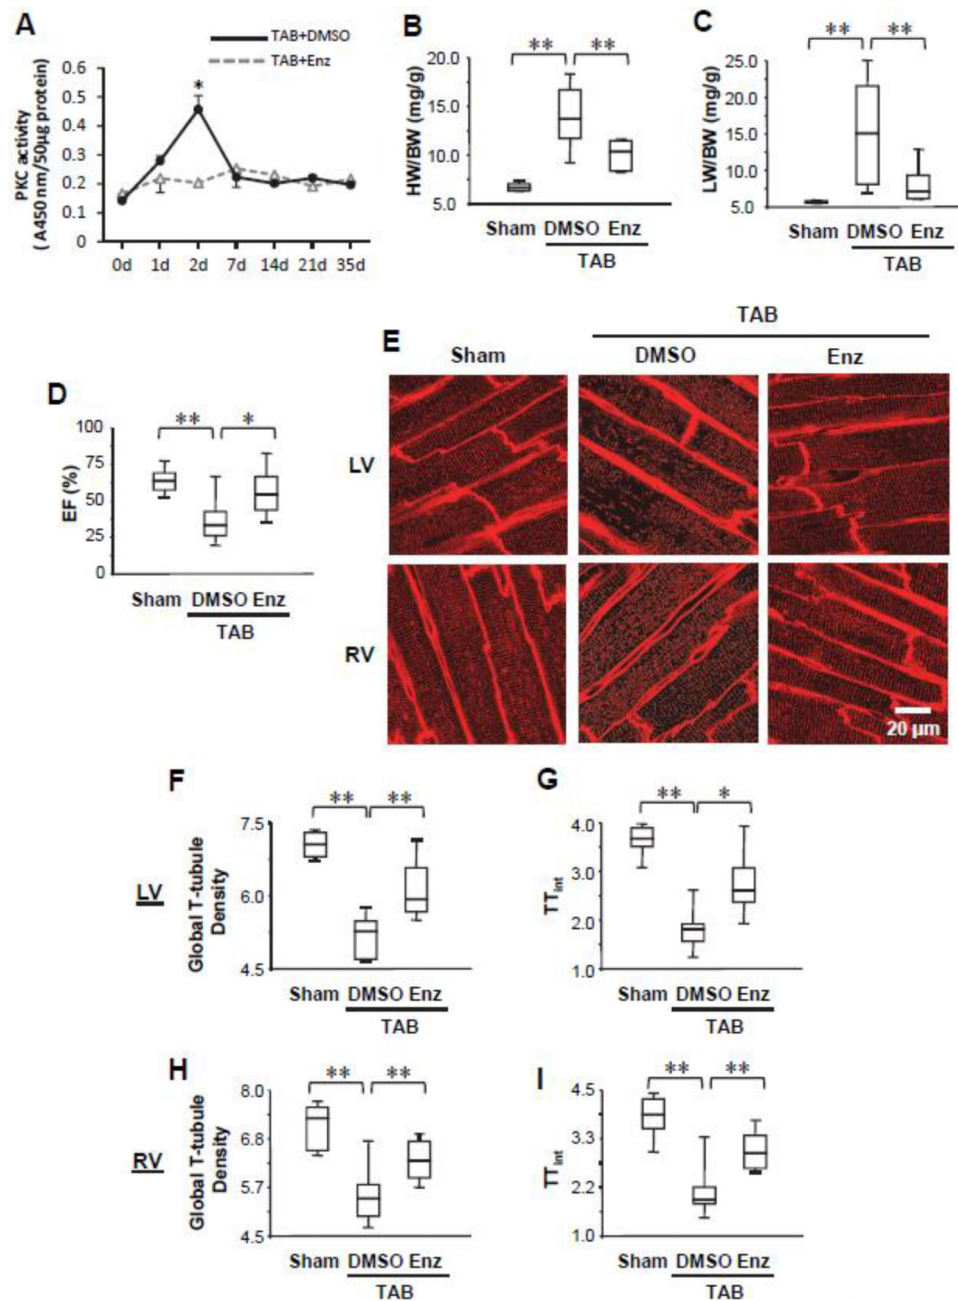 A
TAB+DMSO
TAB+Enz
PKC activity
( A450 nm/50µg protein)
0.6
0.5
0.4
0.3
0.2
0.1
0
*
0d 1d 2d 7d 14d 21d 35d
B
HW/BW (mg/g)
20.0
15.0
10.0
5.0
** **
Sham DMSO Enz
TAB
C
LW/BW (mg/g)
25.0
15.0
5.0
** **
Sham DMSO Enz
TAB
D
EF (%)
100
75
50
25
0
** *
Sham DMSO Enz
TAB
E
TAB
Sham DMSO Enz
LV
RV
20 µm
LV
F
Global T-tubule
Density
7.5
6.0
4.5
** **
Sham DMSO Enz
TAB
G
TTint
4.0
3.0
2.0
1.0
** *
Sham DMSO Enz
TAB
RV
H
Global T-tubule
Density
8.0
6.8
5.7
4.5
** **
Sham DMSO Enz
TAB
I
TTint
4.5
3.3
2.2
1.0
** **
Sham DMSO Enz
TAB